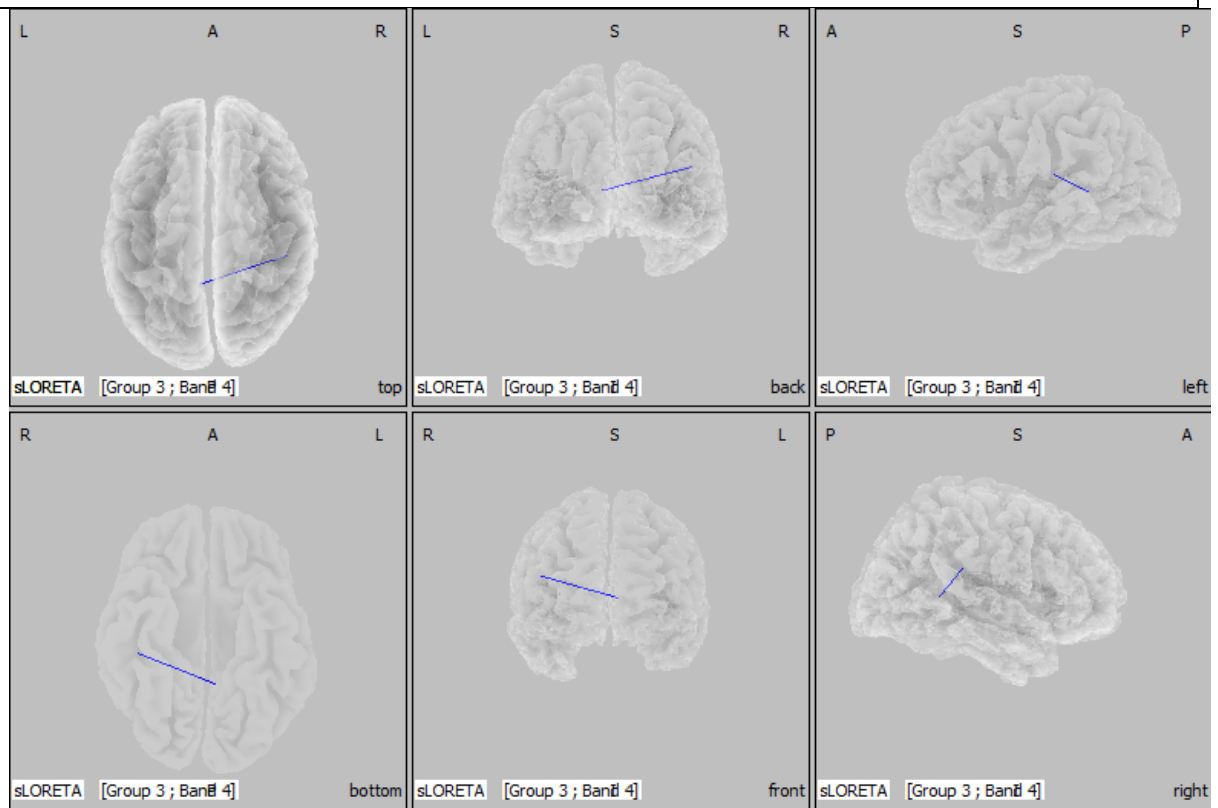 L A R
sLORETA [Group 3 ; Band 4] top
L S R
sLORETA [Group 3 ; Band 4] back
A S P
sLORETA [Group 3 ; Band 4] left
R A L
sLORETA [Group 3 ; Band 4] bottom
R S L
sLORETA [Group 3 ; Band 4] front
P S A
sLORETA [Group 3 ; Band 4] right